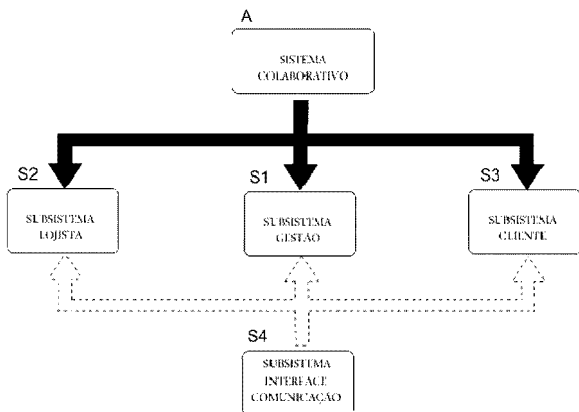 A
SISTEMA
COLABORATIVO
S2
S1
S3
SUBSISTEMA
LOJISTA
SUBSISTEMA
GESTÃO
SUBSISTEMA
CLIENTE
S4
SUBSISTEMA
INTERFACE
COMUNICAÇÃO